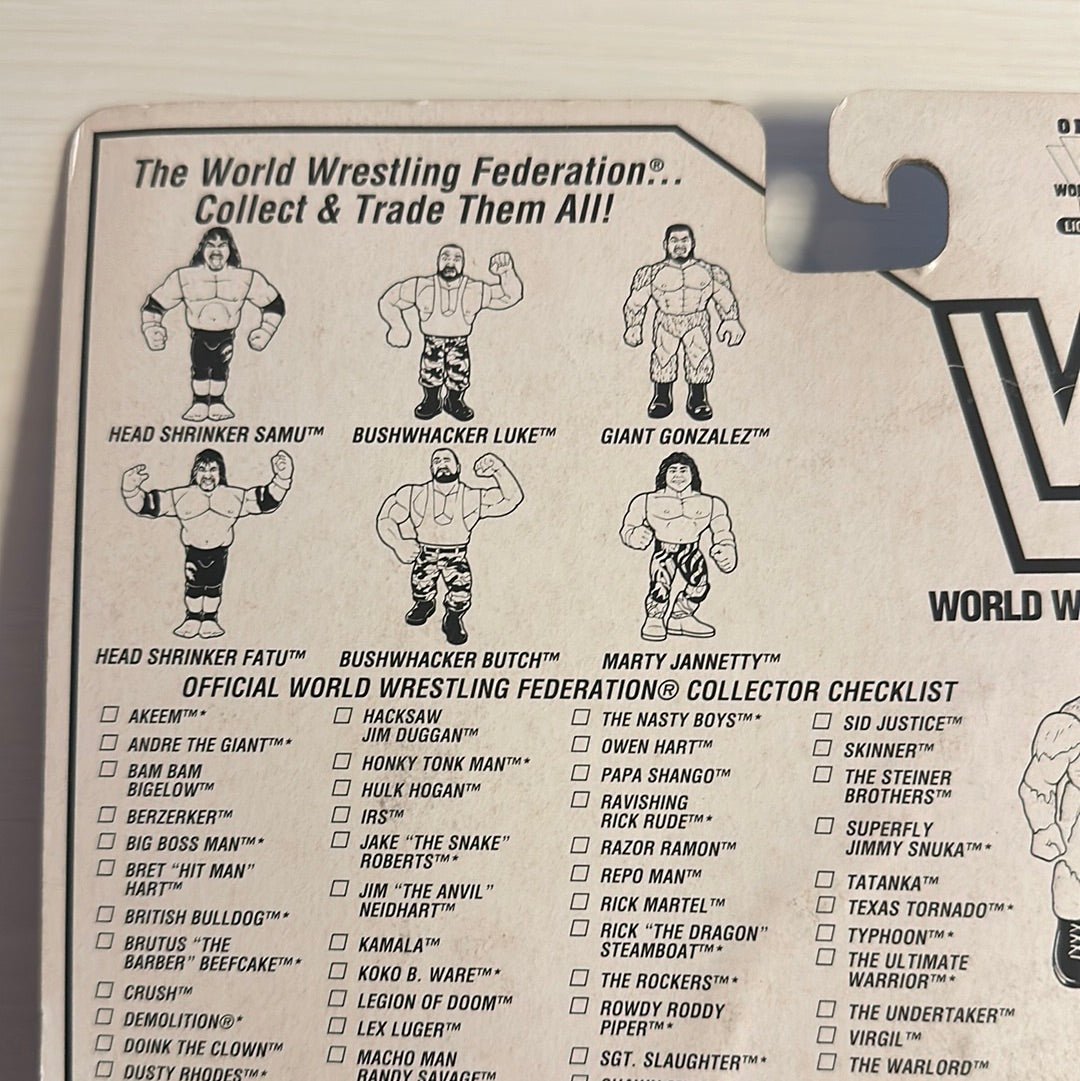 The World Wrestling Federation®...
Collect & Trade Them All!
HEAD SHRINKER SAMU™ BUSHWHACKER LUKE™ GIANT GONZALEZ™
HEAD SHRINKER FATU™ BUSHWHACKER BUTCH™ MARTY JANNETTY™
OFFICIAL WORLD WRESTLING FEDERATION® COLLECTOR CHECKLIST
☐ AKEEM™*
☐ ANDRE THE GIANT™*
☐ BAM BAM
BIGELOW™
☐ BERZERKER™
☐ BIG BOSS MAN™*
☐ BRET “HIT MAN”
HART™
☐ BRITISH BULLDOG™*
☐ BRUTUS “THE
BARBER” BEEFCAKE™*
☐ CRUSH™
☐ DEMOLITION®*
☐ DOINK THE CLOWN™
☐ DUSTY RHODES™*
☐ HACKSAW
JIM DUGGAN™
☐ HONKY TONK MAN™*
☐ HULK HOGAN™
☐ IRS™
☐ JAKE “THE SNAKE”
ROBERTS™*
☐ JIM “THE ANVIL”
NEIDHART™
☐ KAMALA™
☐ KOKO B. WARE™*
☐ LEGION OF DOOM™
☐ LEX LUGER™
☐ MACHO MAN
RANDY SAVAGE™
☐ THE NASTY BOYS™*
☐ OWEN HART™
☐ PAPA SHANGO™
☐ RAVISHING
RICK RUDE™*
☐ RAZOR RAMON™
☐ REPO MAN™
☐ RICK MARTEL™
☐ RICK “THE DRAGON”
STEAMBOAT™*
☐ THE ROCKERS™*
☐ ROWDY RODDY
PIPER™*
☐ SGT. SLAUGHTER™*
☐ SID JUSTICE™
☐ SKINNER™
☐ THE STEINER
BROTHERS™
☐ SUPERFLY
JIMMY SNUKA™*
☐ TATANKA™
☐ TEXAS TORNADO™*
☐ TYPHOON™*
☐ THE ULTIMATE
WARRIOR™*
☐ THE UNDERTAKER™
☐ VIRGIL™
☐ THE WARLORD™
WORLD W